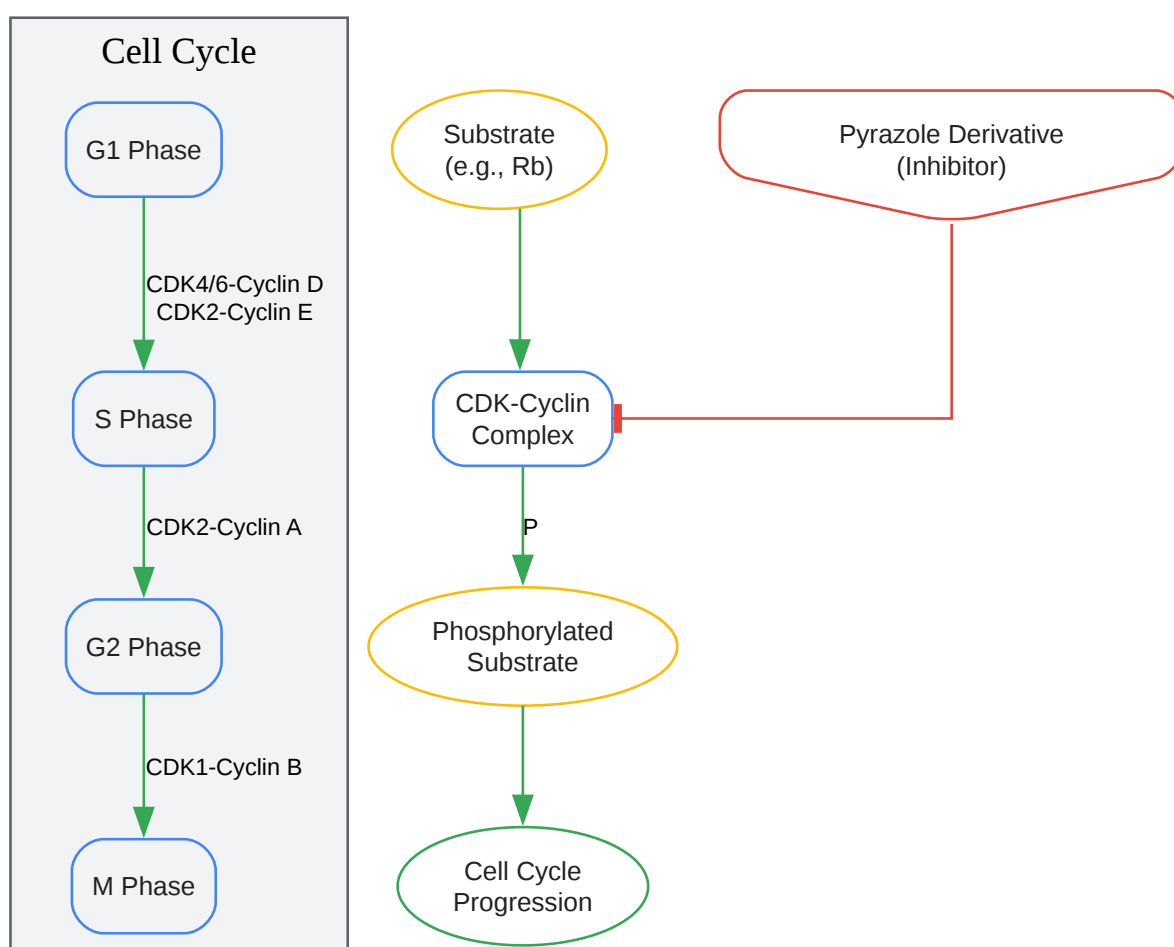 Cell Cycle
G1 Phase
CDK4/6-Cyclin D
CDK2-Cyclin E
S Phase
CDK2-Cyclin A
G2 Phase
CDK1-Cyclin B
M Phase
Substrate
(e.g., Rb)
CDK-Cyclin
Complex
P
Phosphorylated
Substrate
Cell Cycle
Progression
Pyrazole Derivative
(Inhibitor)